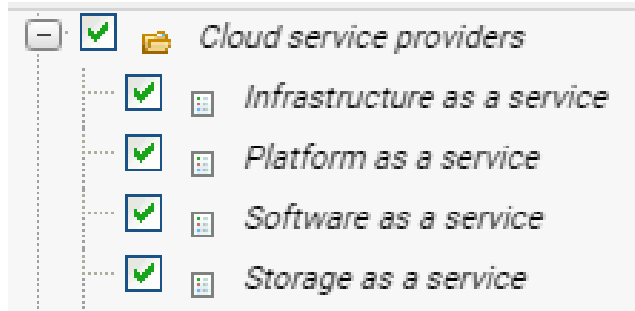 Cloud service providers
Infrastructure as a service
Platform as a service
Software as a service
Storage as a service